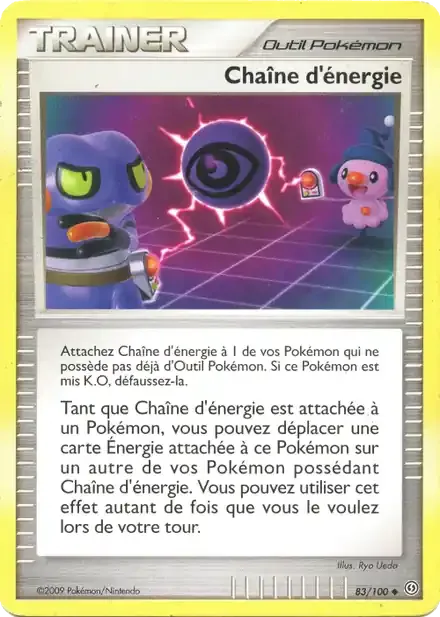 TRAINER
Outil Pokémon
Chaîne d'énergie
Attachez Chaîne d'énergie à 1 de vos Pokémon qui ne
possède pas déjà d'Outil Pokémon. Si ce Pokémon est
mis K.O, défaussez-la.
Tant que Chaîne d'énergie est attachée à
un Pokémon, vous pouvez déplacer une
carte Énergie attachée à ce Pokémon sur
un autre de vos Pokémon possédant
Chaîne d'énergie. Vous pouvez utiliser cet
effet autant de fois que vous le voulez
lors de votre tour.
Illus. Ryo Ueda
©2009 Pokémon/Nintendo
83/100